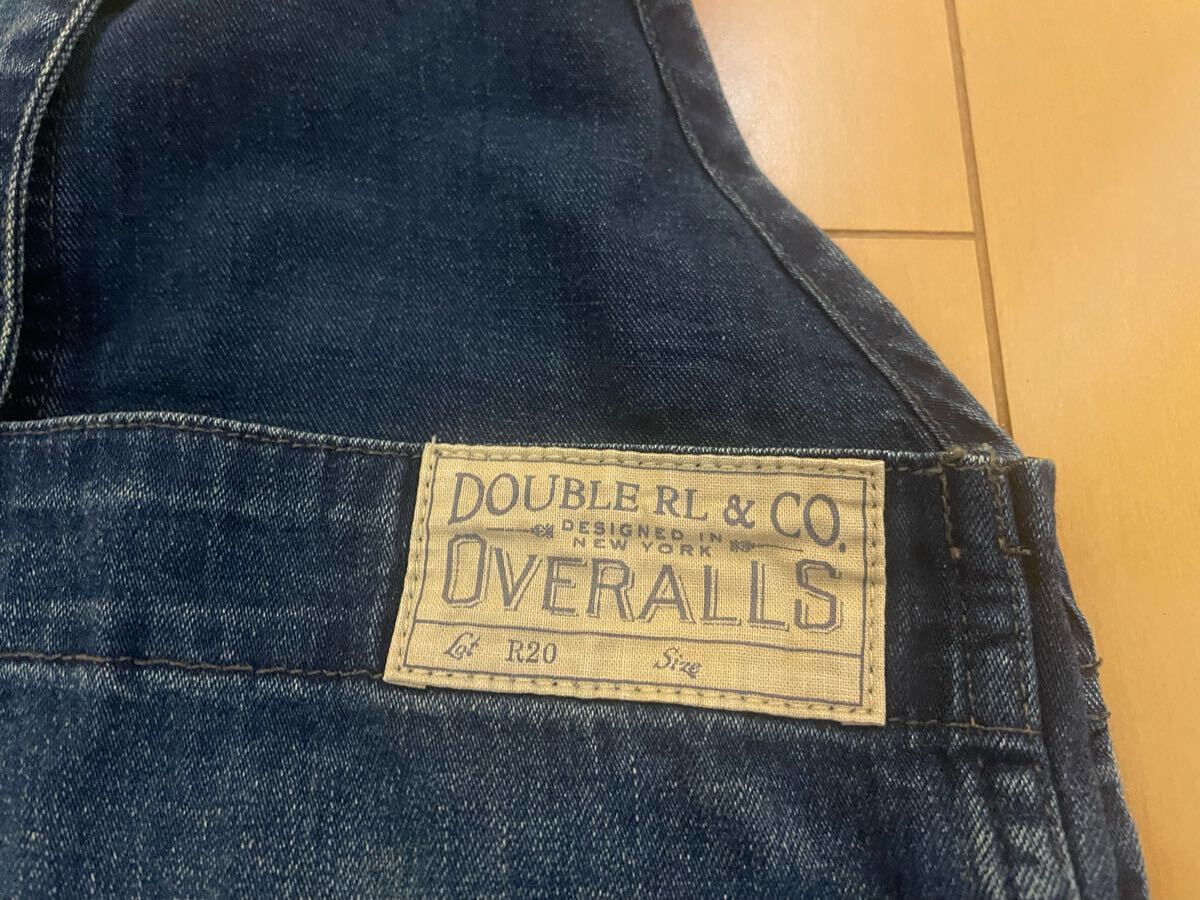 DOUBLE RL & CO.
DESIGNED IN
NEW YORK
OVERALLS
Lot R20 Size